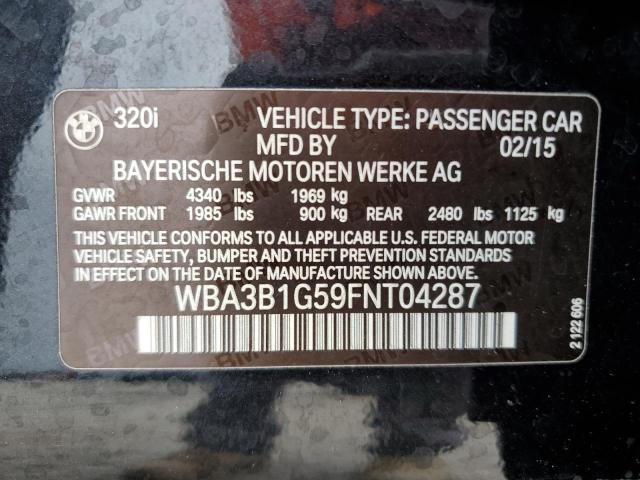 320i VEHICLE TYPE: PASSENGER CAR
MFD BY 02/15
BAYERISCHE MOTOREN WERKE AG
GVWR 4340 lbs 1969 kg
GAWR FRONT 1985 lbs 900 kg REAR 2480 lbs 1125 kg
THIS VEHICLE CONFORMS TO ALL APPLICABLE U.S. FEDERAL MOTOR
VEHICLE SAFETY, BUMPER AND THEFT PREVENTION STANDARDS
IN EFFECT ON THE DATE OF MANUFACTURE SHOWN ABOVE.
WBA3B1G59FNT04287
2 122 606